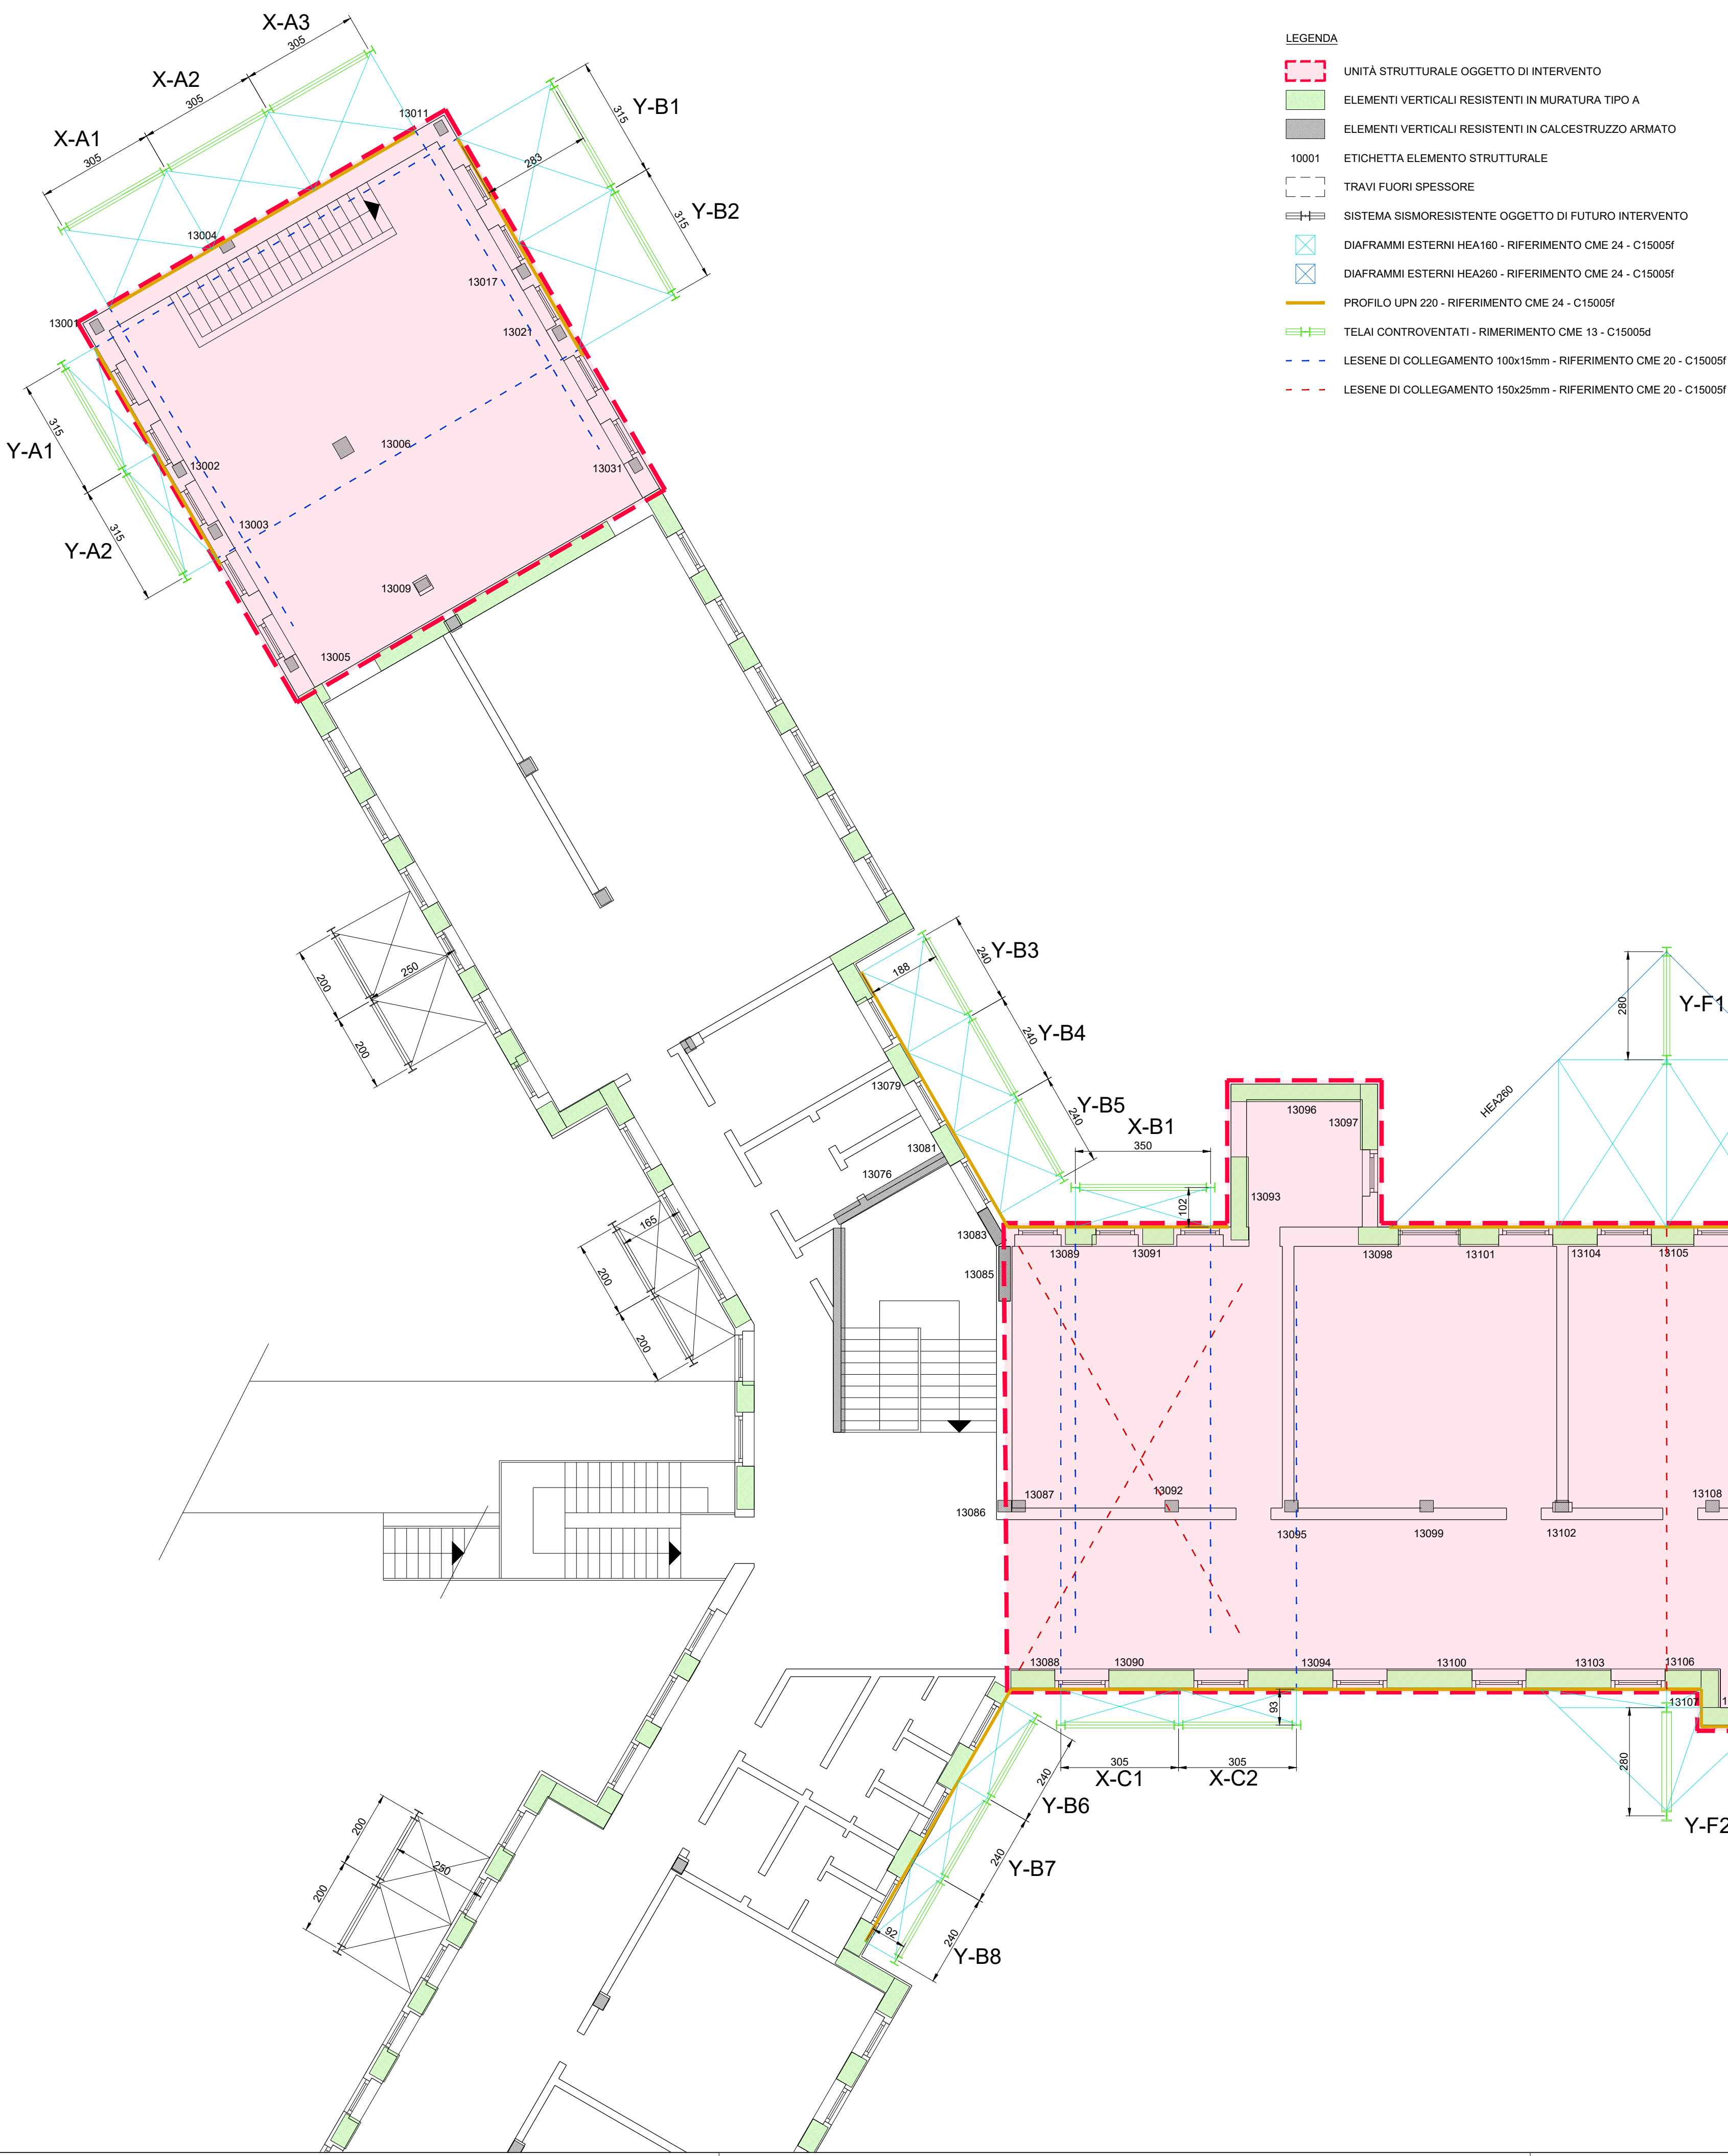 LEGENDA
UNITÀ STRUTTURALE OGGETTO DI INTERVENTO
ELEMENTI VERTICALI RESISTENTI IN MURATURA TIPO A
ELEMENTI VERTICALI RESISTENTI IN CALCESTRUZZO ARMATO
10001 ETICHETTA ELEMENTO STRUTTURALE
TRAVI FUORI SPESSORE
SISTEMA SISMORESISTENTE OGGETTO DI FUTURO INTERVENTO
DIAFRAMMI ESTERNI HEA160 - RIFERIMENTO CME 24 - C15005f
DIAFRAMMI ESTERNI HEA260 - RIFERIMENTO CME 24 - C15005f
PROFILO UPN 220 - RIFERIMENTO CME 24 - C15005f
TELAI CONTROVENTATI - RIMERIMENTO CME 13 - C15005d
LESENE DI COLLEGAMENTO 100x15mm - RIFERIMENTO CME 20 - C15005f
LESENE DI COLLEGAMENTO 150x25mm - RIFERIMENTO CME 20 - C15005f
X-A3
305
X-A2
305
X-A1
305
13011
Y-B1
315
283
Y-B2
315
13004
13017
13001
13021
Y-A1
315
13006
13002
13031
Y-A2
315
13003
13009
13005
250
200
200
Y-B3
240
188
Y-B4
240
Y-B5
240
X-B1
350
102
13079
13081
13076
13083
13085
13089
13091
13093
13096
13097
13098
13101
13104
13105
HEA260
280
Y-F1
165
200
200
13086
13087
13092
13095
13099
13102
13108
13088
13090
13094
13100
13103
13106
13107
93
305
X-C1
305
X-C2
280
Y-F2
240
Y-B6
240
Y-B7
240
Y-B8
92
200
250
200